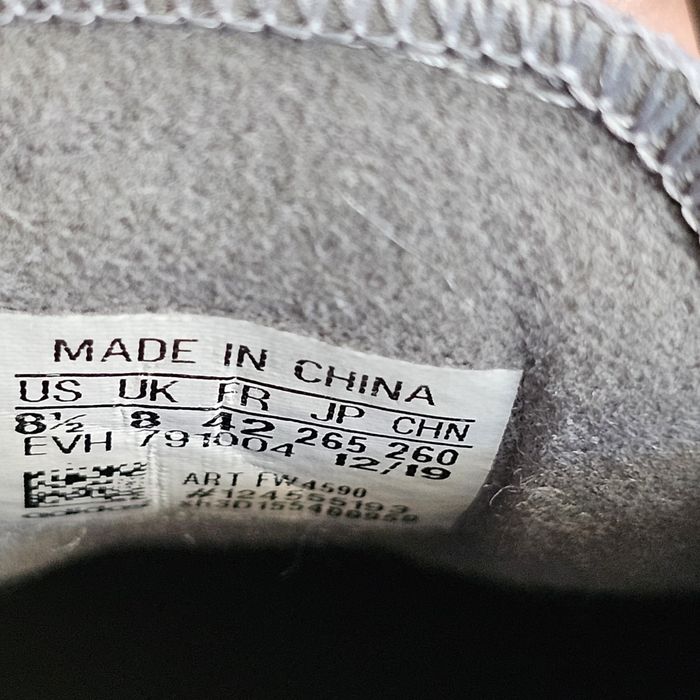 MADE IN CHINA
US UK FR JP CHN
8½ 8 42 265 260
EVH 791004 12/19
ART FW4590